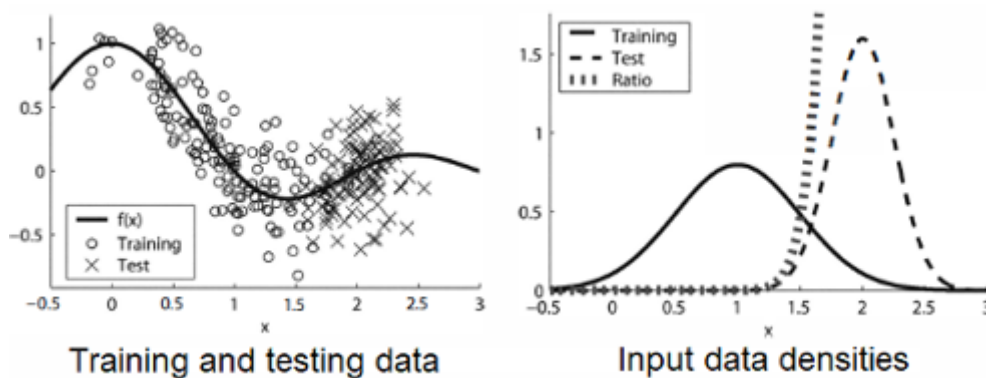 1
0.5
0
−0.5
f(x)
Training
Test
−0.5 0 0.5 1 1.5 2 2.5 3
x
Training and testing data
1.5
1
0.5
0
Training
Test
Ratio
−0.5 0 0.5 1 1.5 2 2.5 3
x
Input data densities